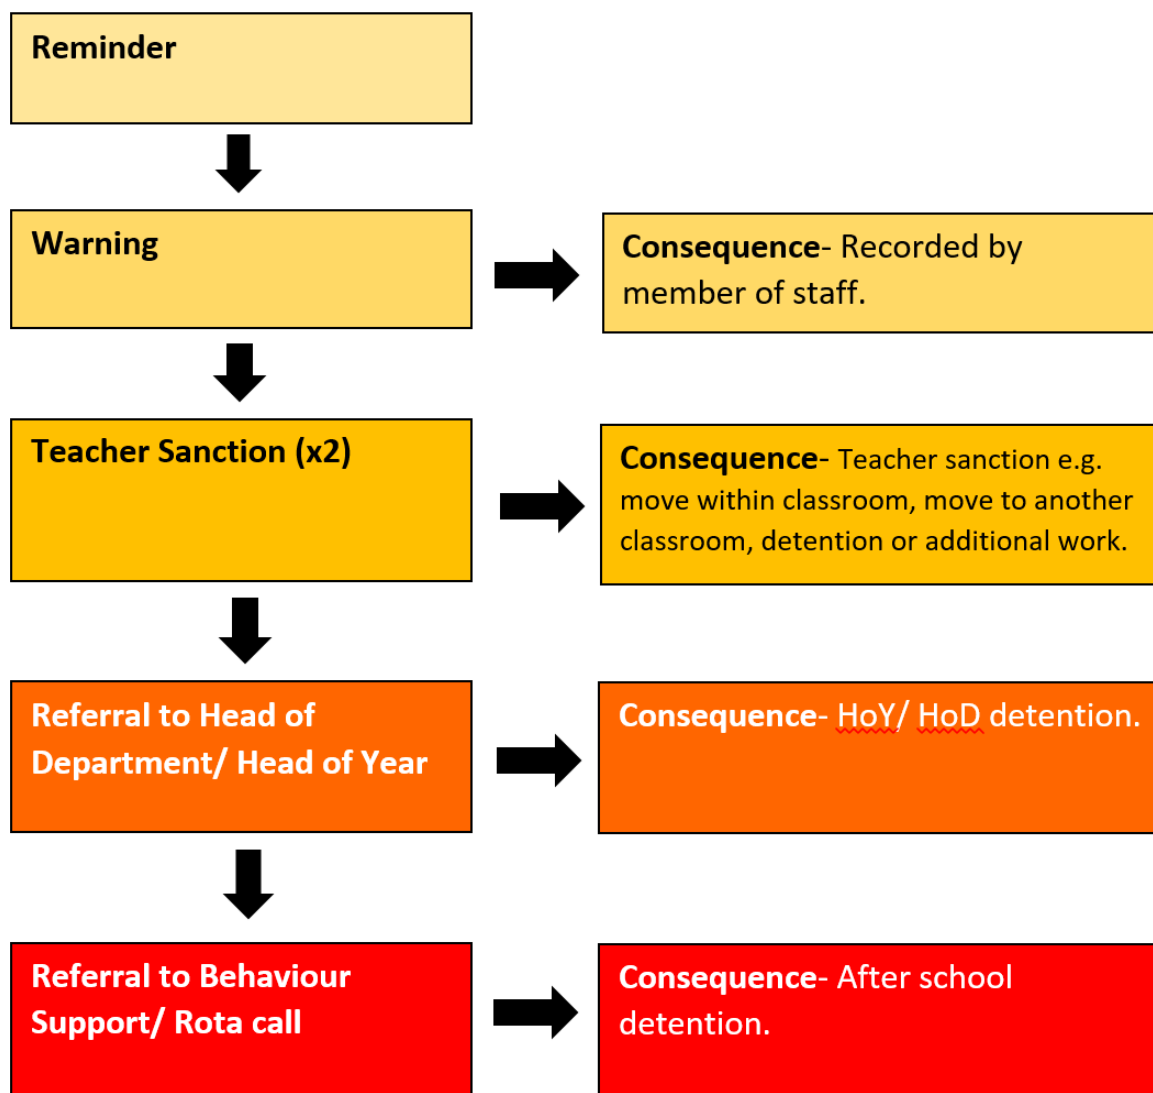 Reminder
Warning
Consequence- Recorded by
member of staff.
Teacher Sanction (x2)
Consequence- Teacher sanction e.g.
move within classroom, move to another
classroom, detention or additional work.
Referral to Head of
Department/ Head of Year
Consequence- HoY/ HoD detention.
Referral to Behaviour
Support/ Rota call
Consequence- After school
detention.